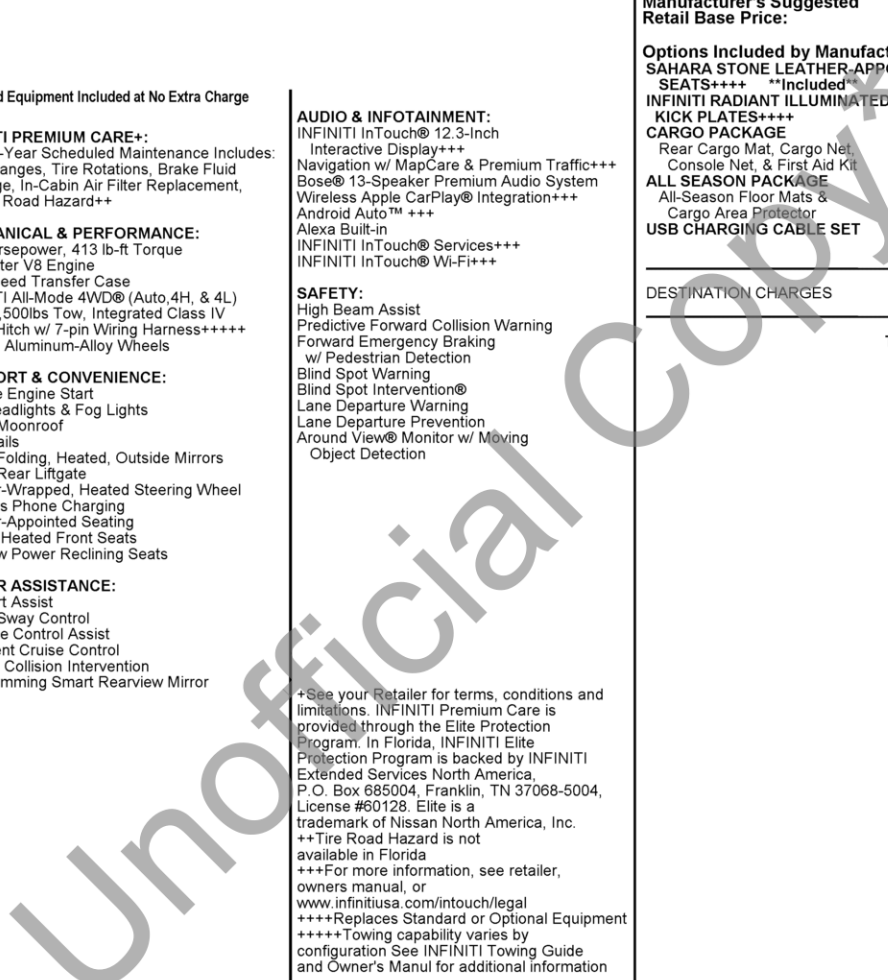 d Equipment Included at No Extra Charge
TI PREMIUM CARE+:
-Year Scheduled Maintenance Includes:
anges, Tire Rotations, Brake Fluid
ge, In-Cabin Air Filter Replacement,
Road Hazard++
ANICAL & PERFORMANCE:
rsepower, 413 lb-ft Torque
ter V8 Engine
eed Transfer Case
TI All-Mode 4WD® (Auto,4H, & 4L)
,500lbs Tow, Integrated Class IV
Hitch w/ 7-pin Wiring Harness+++++
Aluminum-Alloy Wheels
ORT & CONVENIENCE:
e Engine Start
eadlights & Fog Lights
Moonroof
ails
Folding, Heated, Outside Mirrors
Rear Liftgate
r-Wrapped, Heated Steering Wheel
s Phone Charging
r-Appointed Seating
Heated Front Seats
w Power Reclining Seats
R ASSISTANCE:
rt Assist
Sway Control
e Control Assist
ent Cruise Control
Collision Intervention
mming Smart Rearview Mirror
AUDIO & INFOTAINMENT:
INFINITI InTouch® 12.3-Inch
Interactive Display+++
Navigation w/ MapCare & Premium Traffic+++
Bose® 13-Speaker Premium Audio System
Wireless Apple CarPlay® Integration+++
Android Auto™ +++
Alexa Built-in
INFINITI InTouch® Services+++
INFINITI InTouch® Wi-Fi+++
SAFETY:
High Beam Assist
Predictive Forward Collision Warning
Forward Emergency Braking
w/ Pedestrian Detection
Blind Spot Warning
Blind Spot Intervention®
Lane Departure Warning
Lane Departure Prevention
Around View® Monitor w/ Moving
Object Detection
+See your Retailer for terms, conditions and
limitations. INFINITI Premium Care is
provided through the Elite Protection
Program. In Florida, INFINITI Elite
Protection Program is backed by INFINITI
Extended Services North America,
P.O. Box 685004, Franklin, TN 37068-5004,
License #60128. Elite is a
trademark of Nissan North America, Inc.
++Tire Road Hazard is not
available in Florida
+++For more information, see retailer,
owners manual, or
www.infinitiusa.com/intouch/legal
++++Replaces Standard or Optional Equipment
+++++Towing capability varies by
configuration See INFINITI Towing Guide
and Owner's Manul for additional information
Manufacturer's Suggested
Retail Base Price:
Options Included by Manufact
SAHARA STONE LEATHER-APPO
SEATS++++ **Included**
INFINITI RADIANT ILLUMINATED
KICK PLATES++++
CARGO PACKAGE
Rear Cargo Mat, Cargo Net,
Console Net, & First Aid Kit
ALL SEASON PACKAGE
All-Season Floor Mats &
Cargo Area Protector
USB CHARGING CABLE SET
DESTINATION CHARGES
Unofficial Copy*